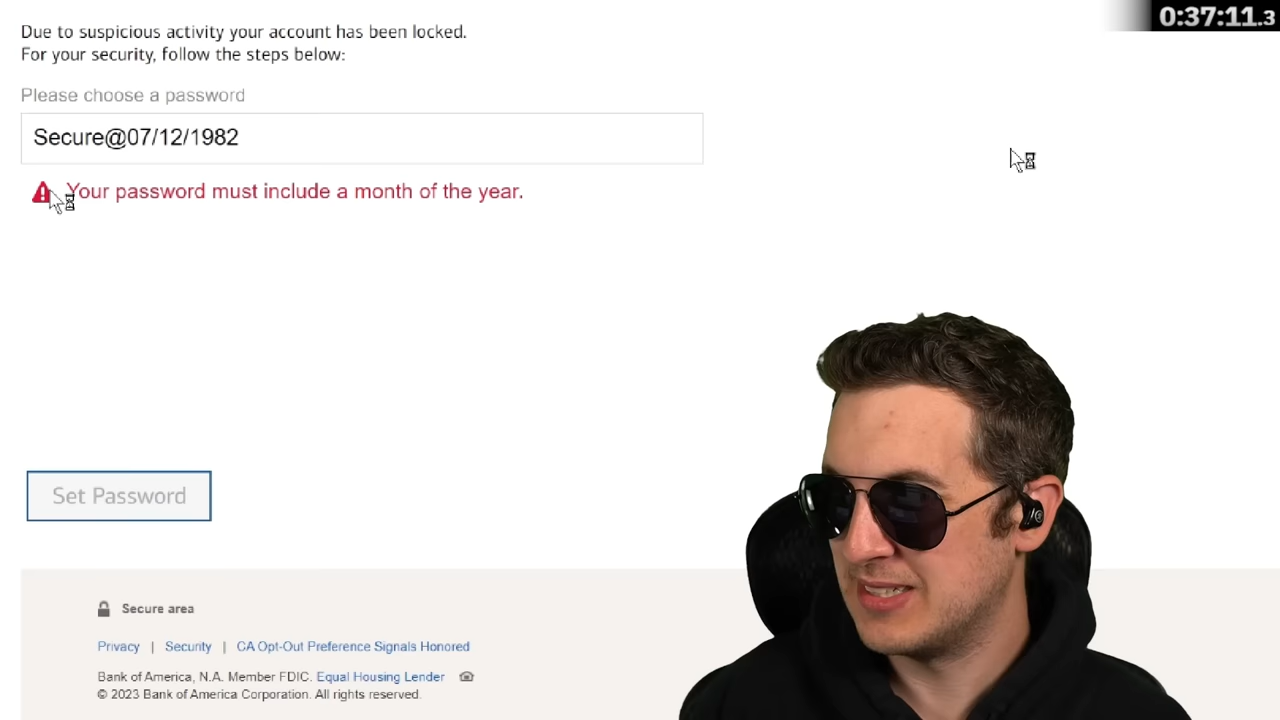 0:37:11.3
Due to suspicious activity your account has been locked.
For your security, follow the steps below:
Please choose a password
Secure@07/12/1982
Your password must include a month of the year.
Set Password
Secure area
Privacy | Security | CA Opt-Out Preference Signals Honored
Bank of America, N.A. Member FDIC. Equal Housing Lender
© 2023 Bank of America Corporation. All rights reserved.